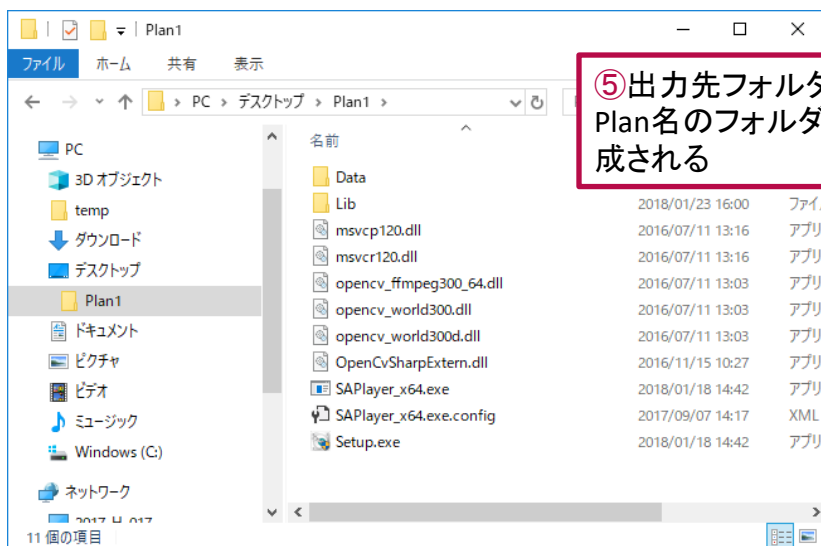 Plan1
ファイル ホーム 共有 表示
PC › デスクトップ › Plan1 ›
⑤出力先フォルダ
Plan名のフォルダ
成される
PC
3D オブジェクト
temp
ダウンロード
デスクトップ
Plan1
ドキュメント
ピクチャ
ビデオ
ミュージック
Windows (C:)
ネットワーク
名前
Data
Lib 2018/01/23 16:00 ファイ
msvcp120.dll 2016/07/11 13:16 アプリ
msvcr120.dll 2016/07/11 13:16 アプリ
opencv_ffmpeg300_64.dll 2016/07/11 13:03 アプリ
opencv_world300.dll 2016/07/11 13:03 アプリ
opencv_world300d.dll 2016/07/11 13:03 アプリ
OpenCvSharpExtern.dll 2016/11/15 10:27 アプリ
SAPlayer_x64.exe 2018/01/18 14:42 アプリ
SAPlayer_x64.exe.config 2017/09/07 14:17 XML
Setup.exe 2018/01/18 14:42 アプリ
11 個の項目